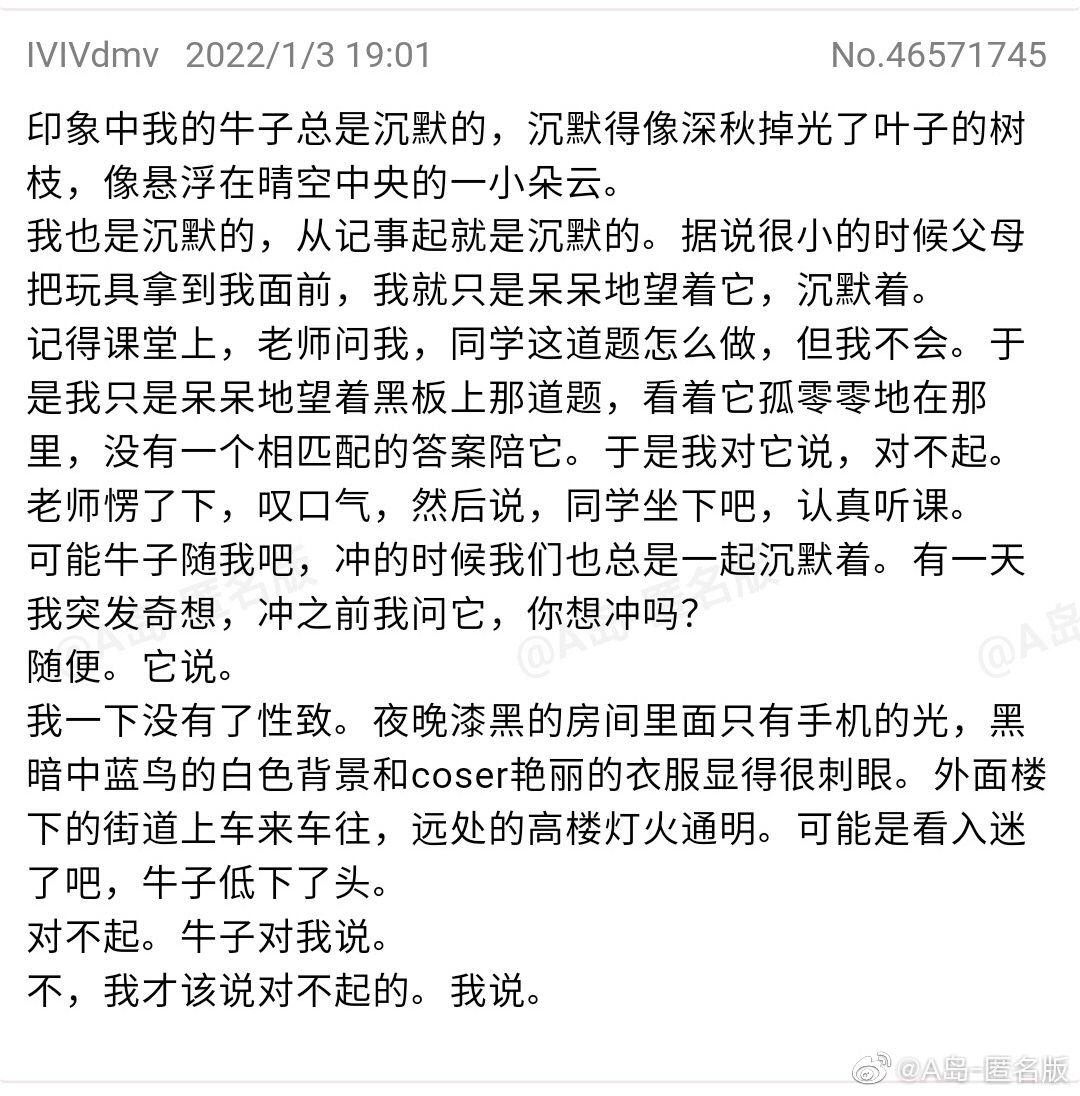 IVIVdmv 2022/1/3 19:01 No.46571745
印象中我的牛子总是沉默的，沉默得像深秋掉光了叶子的树
枝，像悬浮在晴空中央的一小朵云。
我也是沉默的，从记事起就是沉默的。据说很小的时候父母
把玩具拿到我面前，我就只是呆呆地望着它，沉默着。
记得课堂上，老师问我，同学这道题怎么做，但我不会。于
是我只是呆呆地望着黑板上那道题，看着它孤零零地在那
里，没有一个相匹配的答案陪它。于是我对它说，对不起。
老师愣了下，叹口气，然后说，同学坐下吧，认真听课。
可能牛子随我吧，冲的时候我们也总是一起沉默着。有一天
我突发奇想，冲之前我问它，你想冲吗？
随便。它说。
我一下没有了性致。夜晚漆黑的房间里面只有手机的光，黑
暗中蓝鸟的白色背景和coser艳丽的衣服显得很刺眼。外面楼
下的街道上车来车往，远处的高楼灯火通明。可能是看入迷
了吧，牛子低下了头。
对不起。牛子对我说。
不，我才该说对不起的。我说。
@A岛-匿名版
@A岛-匿名版
@A岛
@A岛-匿名版